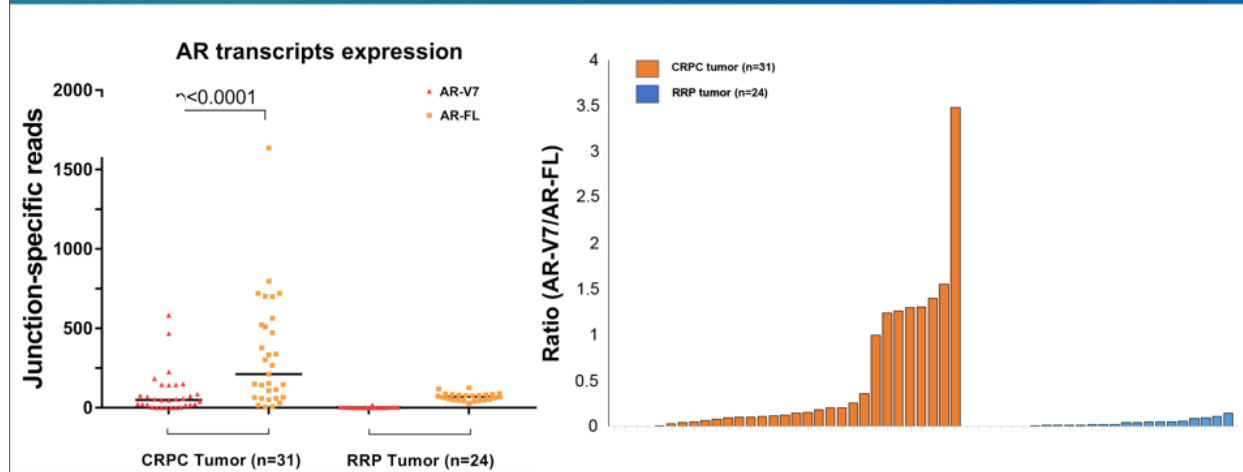 AR transcripts expression
2000
1500
1000
500
0
Junction-specific reads
<0.0001
AR-V7
AR-FL
CRPC Tumor (n=31)
RRP Tumor (n=24)
4
3.5
3
2.5
2
1.5
1
0.5
0
Ratio (AR-V7/AR-FL)
CRPC tumor (n=31)
RRP tumor (n=24)